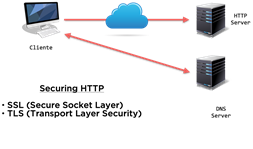 HTTP
Server
Cliente
Securing HTTP
• SSL (Secure Socket Layer)
• TLS (Transport Layer Security)
DNS
Server